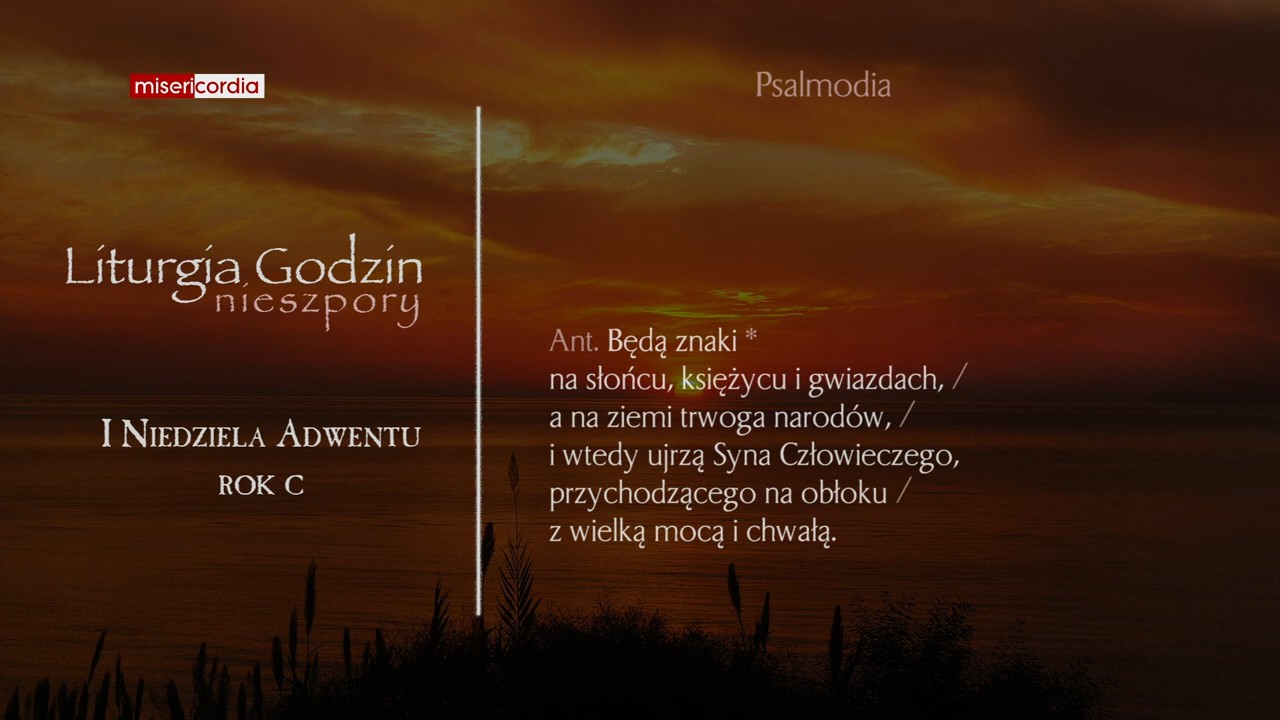 misericordia
Psalmodia
Liturgia Godzin
nieszpory
I Niedziela Adwentu
rok C
Ant. Będą znaki *
na słońcu, księżycu i gwiazdach, /
a na ziemi trwoga narodów, /
i wtedy ujrzą Syna Człowieczego,
przychodzącego na obłoku /
z wielką mocą i chwałą.